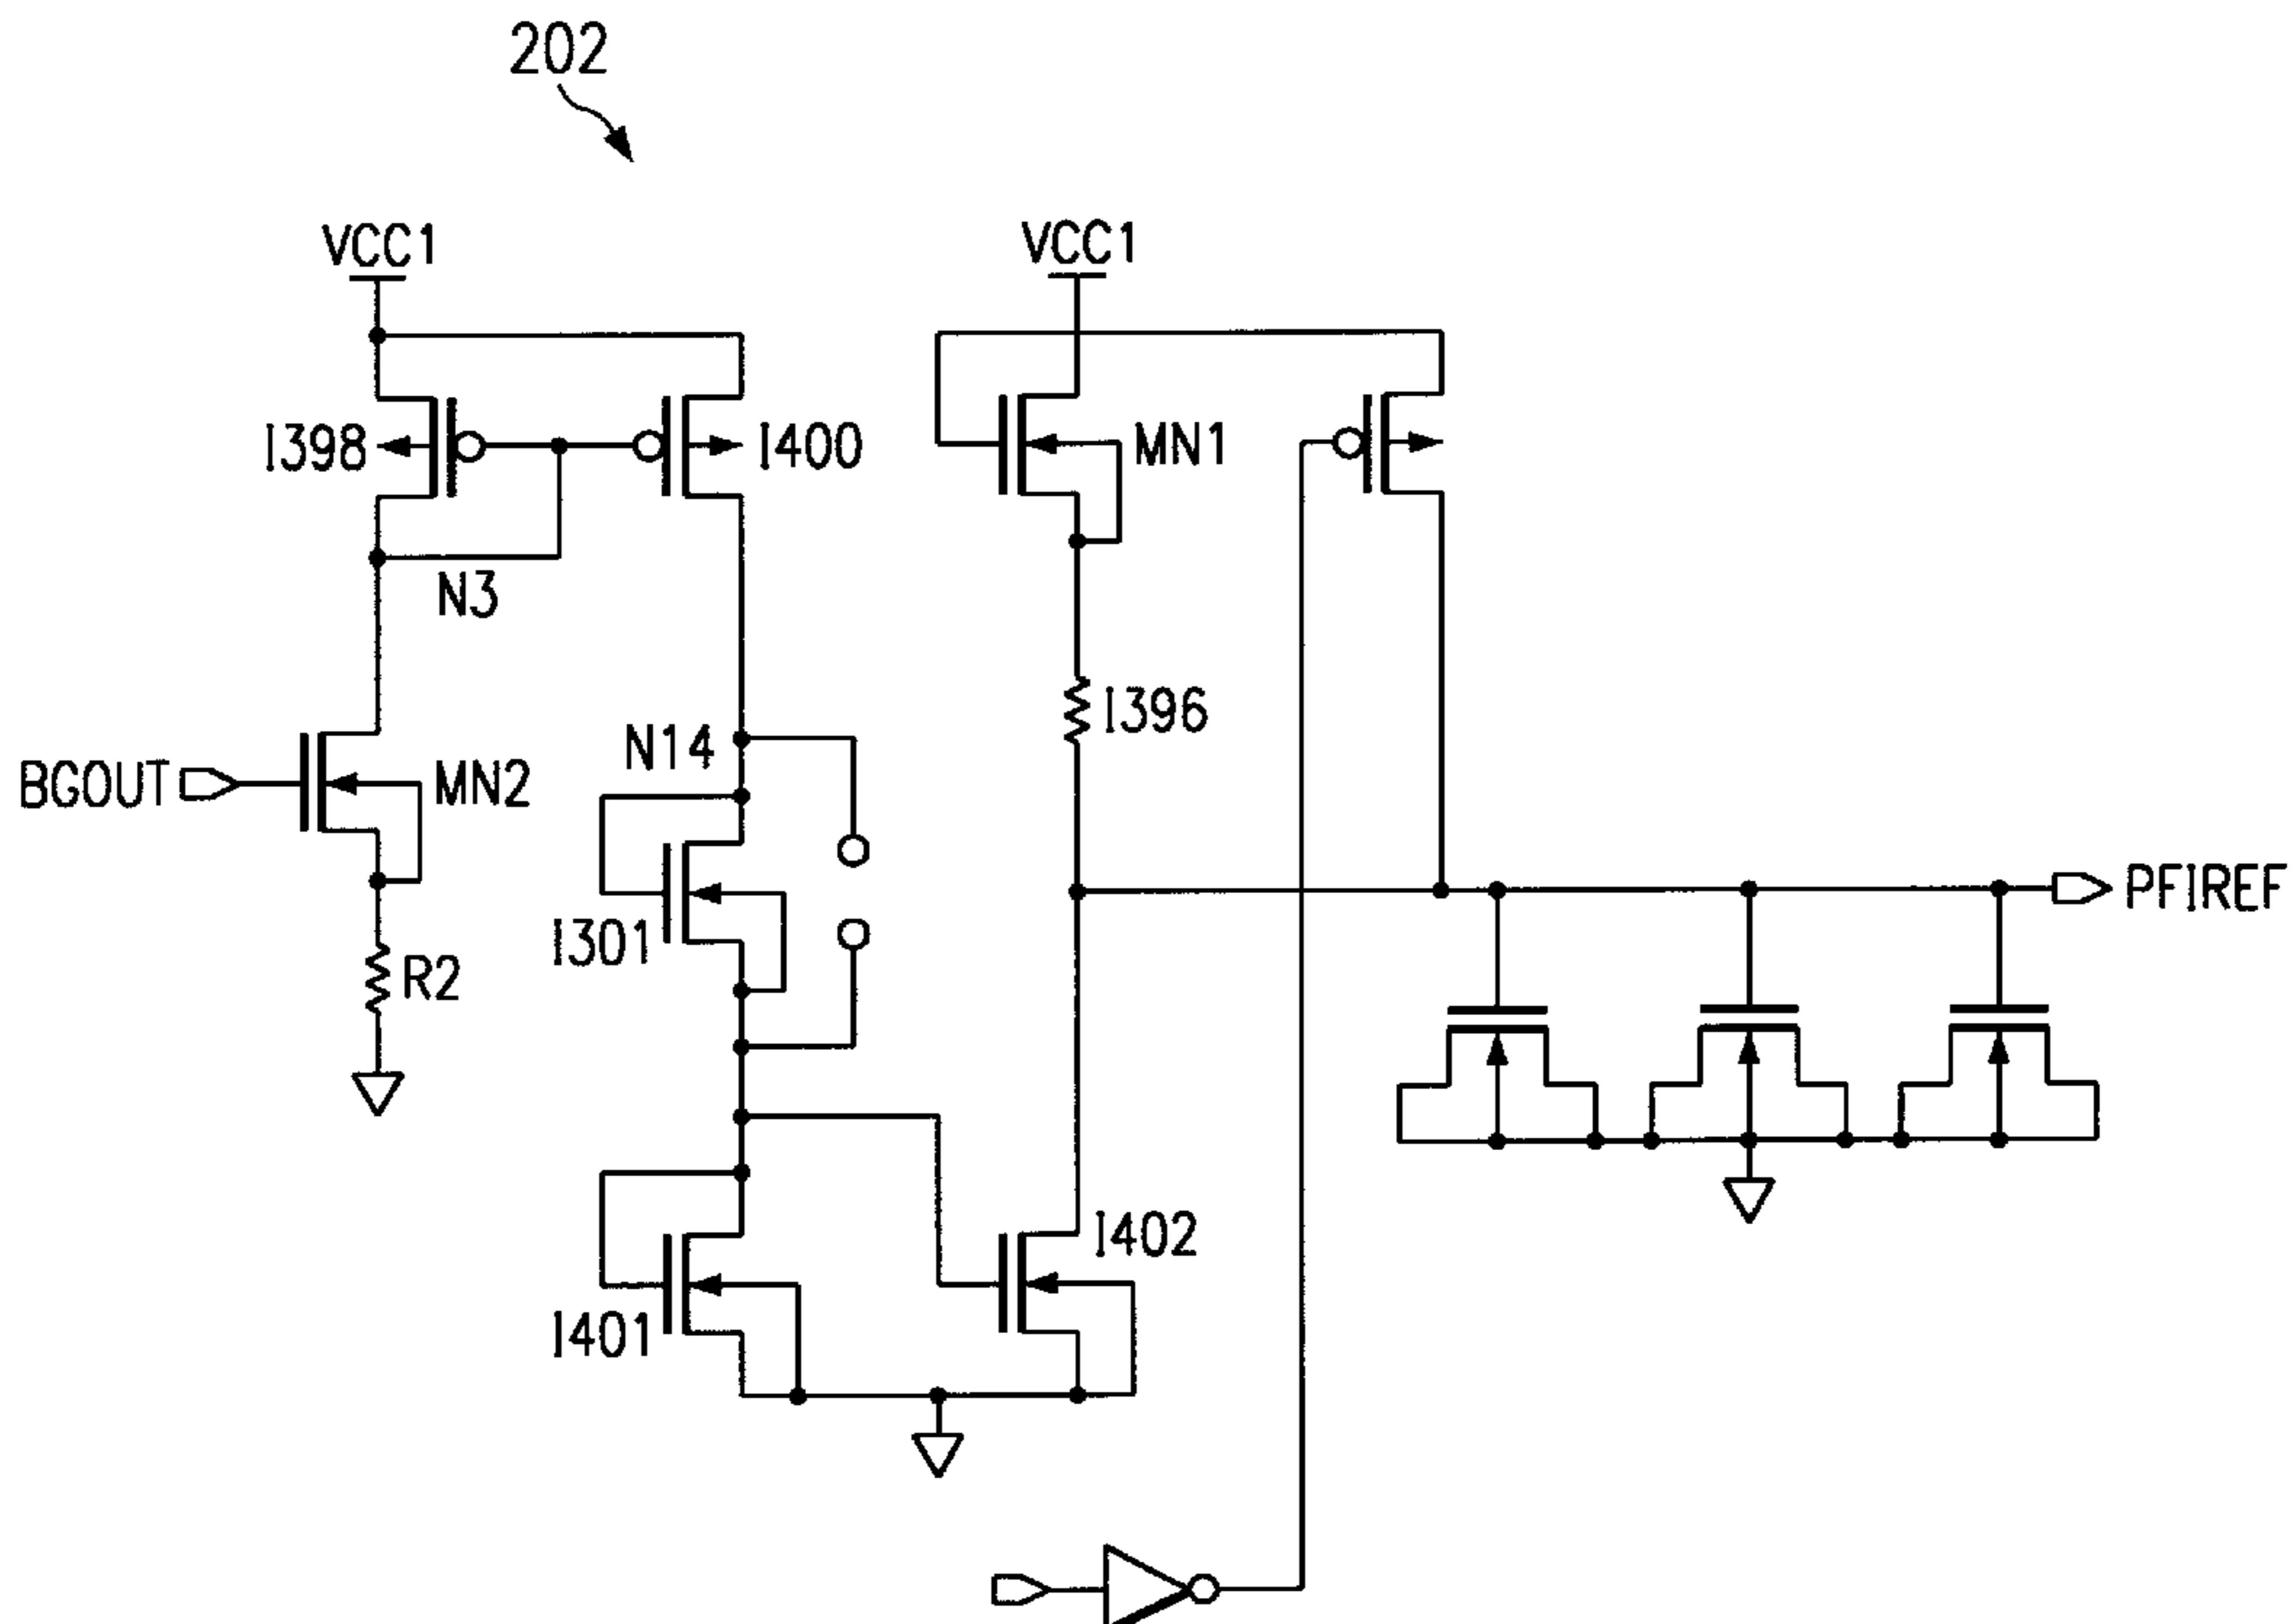 202
VCC1
VCC1
I398
I400
MN1
N3
I396
N14
BGOUT
MN2
PFIREF
I301
R2
I402
I401